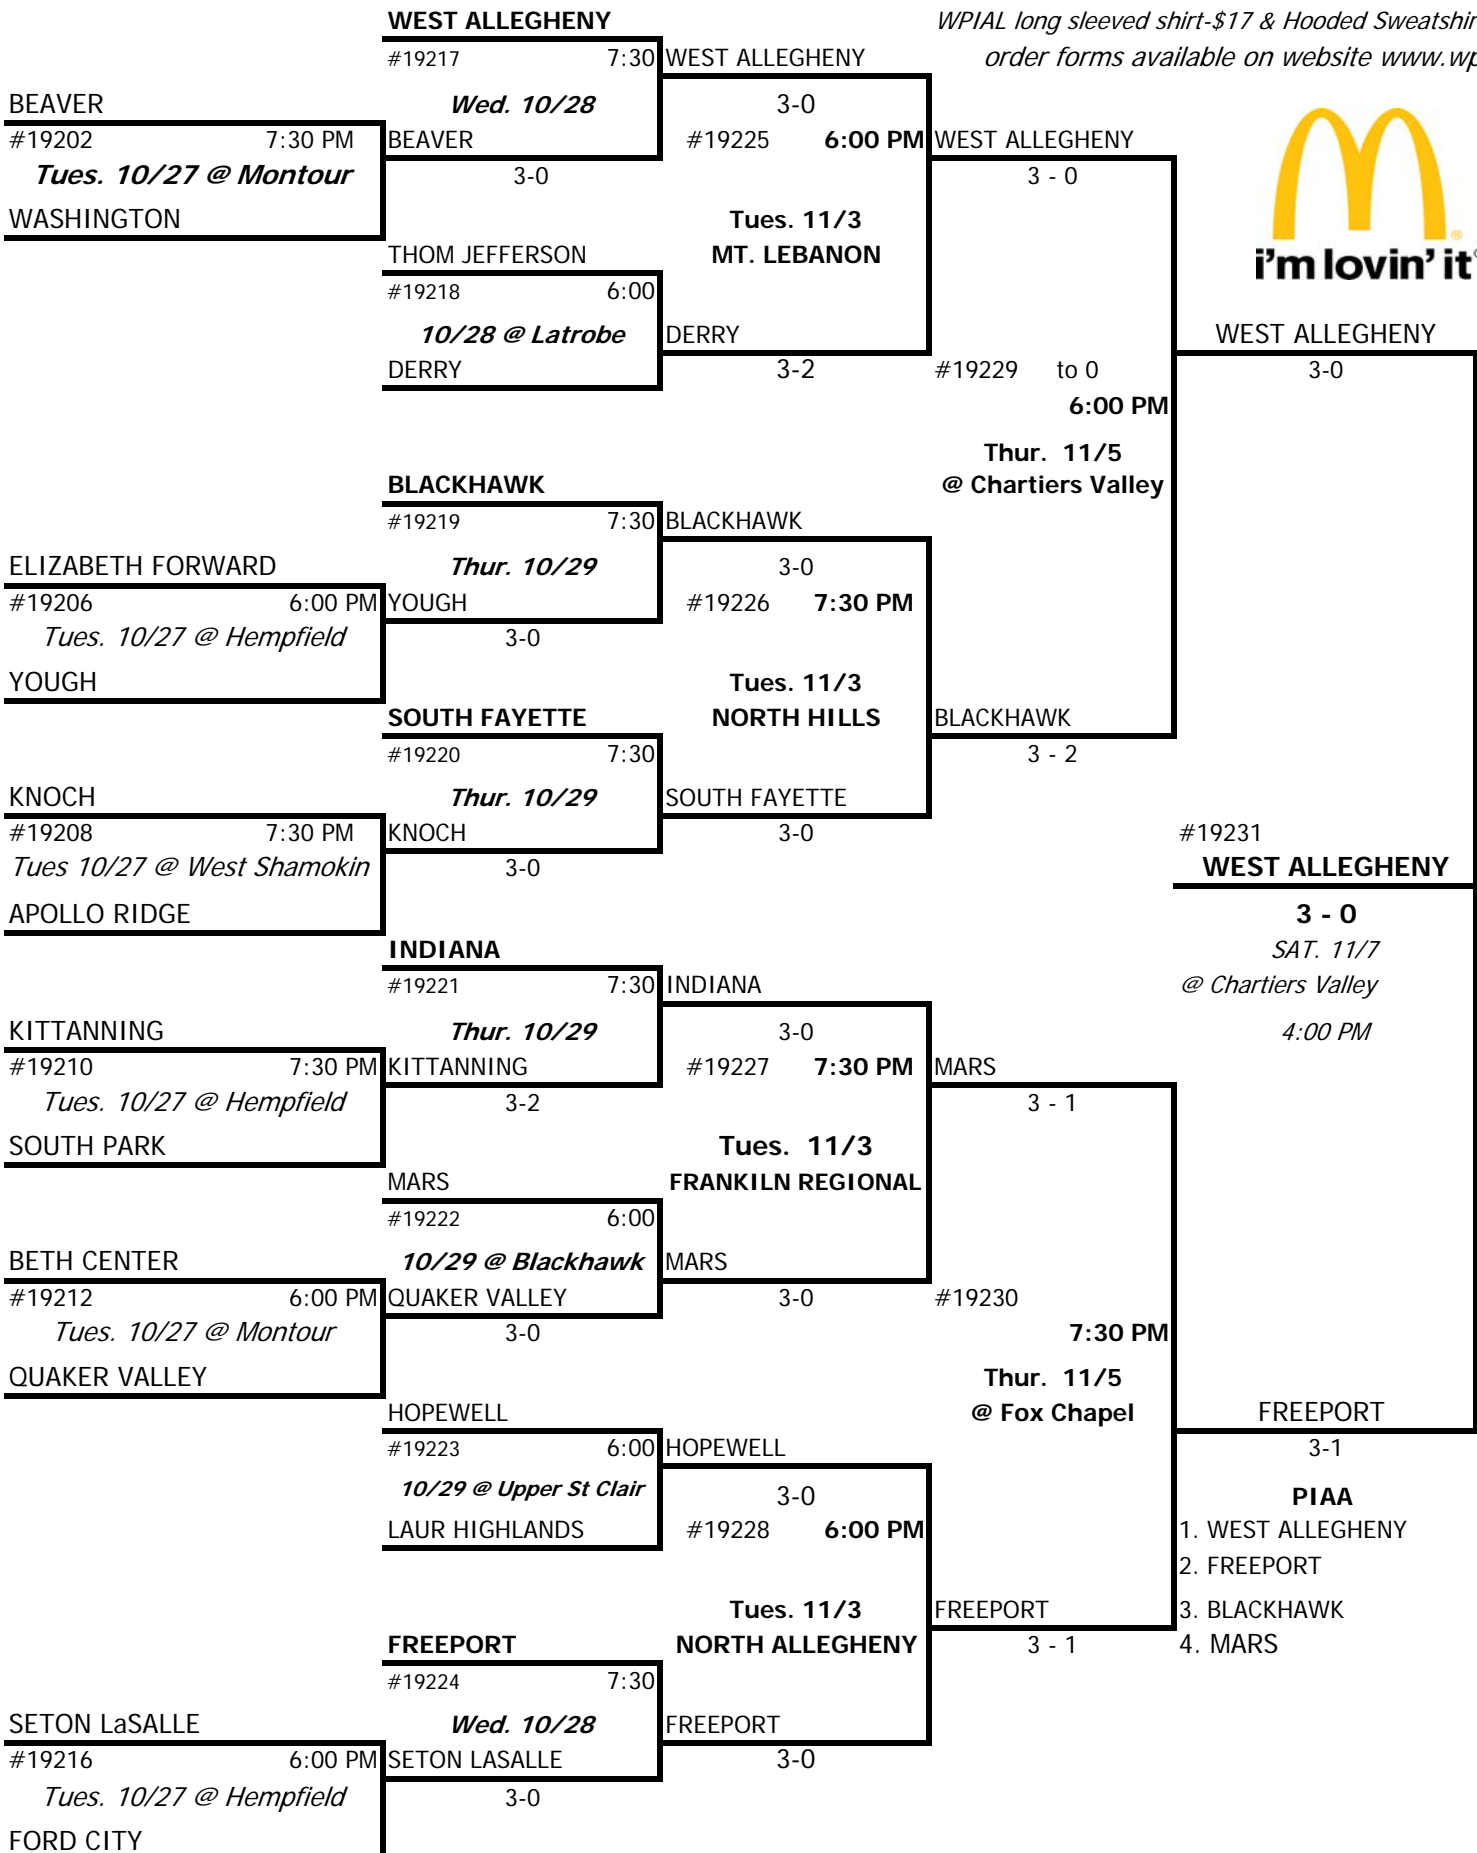 WEST ALLEGHENY
WPIAL long sleeved shirt-$17 & Hooded Sweatshir
#19217 7:30 WEST ALLEGHENY
order forms available on website www.wp
BEAVER Wed. 10/28 3-0
#19202 7:30 PM BEAVER #19225 6:00 PM WEST ALLEGHENY
Tues. 10/27 @ Montour 3-0 3 - 0
WASHINGTON Tues. 11/3
THOM JEFFERSON MT. LEBANON
i'm lovin' it
#19218 6:00
10/28 @ Latrobe DERRY WEST ALLEGHENY
DERRY 3-2 #19229 to 0 3-0
6:00 PM
Thur. 11/5
BLACKHAWK @ Chartiers Valley
#19219 7:30 BLACKHAWK
ELIZABETH FORWARD Thur. 10/29 3-0
#19206 6:00 PM YOUGH #19226 7:30 PM
Tues. 10/27 @ Hempfield 3-0
YOUGH Tues. 11/3
SOUTH FAYETTE NORTH HILLS BLACKHAWK
#19220 7:30 3 - 2
KNOCH Thur. 10/29 SOUTH FAYETTE
#19208 7:30 PM KNOCH 3-0 #19231
Tues 10/27 @ West Shamokin 3-0 WEST ALLEGHENY
APOLLO RIDGE 3 - 0
INDIANA SAT. 11/7
#19221 7:30 INDIANA @ Chartiers Valley
KITTANNING Thur. 10/29 3-0 4:00 PM
#19210 7:30 PM KITTANNING #19227 7:30 PM MARS
Tues. 10/27 @ Hempfield 3-2 3 - 1
SOUTH PARK Tues. 11/3
MARS FRANKILN REGIONAL
#19222 6:00
BETH CENTER 10/29 @ Blackhawk MARS
#19212 6:00 PM QUAKER VALLEY 3-0 #19230
Tues. 10/27 @ Montour 3-0 7:30 PM
QUAKER VALLEY Thur. 11/5
HOPEWELL @ Fox Chapel FREEPORT
#19223 6:00 HOPEWELL 3-1
10/29 @ Upper St Clair 3-0 PIAA
LAUR HIGHLANDS #19228 6:00 PM 1. WEST ALLEGHENY
2. FREEPORT
Tues. 11/3 FREEPORT 3. BLACKHAWK
FREEPORT NORTH ALLEGHENY 3 - 1 4. MARS
#19224 7:30
SETON LaSALLE Wed. 10/28 FREEPORT
#19216 6:00 PM SETON LASALLE 3-0
Tues. 10/27 @ Hempfield 3-0
FORD CITY